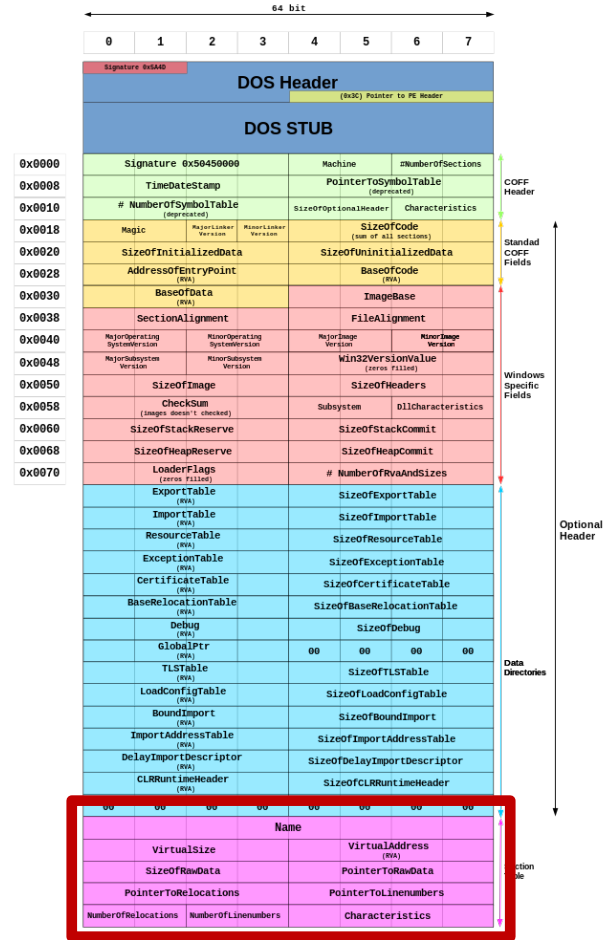 64 bit
0 1 2 3 4 5 6 7
Signature 0x5A4D
DOS Header
(0x3C) Pointer to PE Header
DOS STUB
0x0000 Signature 0x50450000 Machine #NumberOfSections
0x0008 TimeDateStamp PointerToSymbolTable
(deprecated)
COFF
Header
0x0010 # NumberOfSymbolTable
(deprecated)
SizeOfOptionalHeader Characteristics
0x0018 Magic MajorLinker
Version
MinorLinker
Version
SizeOfCode
(sum of all sections)
Standad
COFF
Fields
0x0020 SizeOfInitializedData SizeOfUninitializedData
0x0028 AddressOfEntryPoint
(RVA)
BaseOfCode
(RVA)
0x0030 BaseOfData
(RVA)
ImageBase
0x0038 SectionAlignment FileAlignment
0x0040 MajorOperating
SystemVersion
MinorOperating
SystemVersion
MajorImage
Version
MinorImage
Version
0x0048 MajorSubsystem
Version
MinorSubsystem
Version
Win32VersionValue
(zeros filled)
Windows
Specific
Fields
0x0050 SizeOfImage SizeOfHeaders
0x0058 CheckSum
(images doesn't checked)
Subsystem DllCharacteristics
0x0060 SizeOfStackReserve SizeOfStackCommit
0x0068 SizeOfHeapReserve SizeOfHeapCommit
0x0070 LoaderFlags
(zeros filled)
# NumberOfRvaAndSizes
ExportTable
(RVA)
SizeOfExportTable
ImportTable
(RVA)
SizeOfImportTable
Optional
Header
ResourceTable
(RVA)
SizeOfResourceTable
ExceptionTable
(RVA)
SizeOfExceptionTable
CertificateTable
(RVA)
SizeOfCertificateTable
BaseRelocationTable
(RVA)
SizeOfBaseRelocationTable
Debug
(RVA)
SizeOfDebug
GlobalPtr
(RVA)
00 00 00 00
Data
Directories
TLSTable
(RVA)
SizeOfTLSTable
LoadConfigTable
(RVA)
SizeOfLoadConfigTable
BoundImport
(RVA)
SizeOfBoundImport
ImportAddressTable
(RVA)
SizeOfImportAddressTable
DelayImportDescriptor
(RVA)
SizeOfDelayImportDescriptor
CLRRuntimeHeader
(RVA)
SizeOfCLRRuntimeHeader
00 00 00 00 00 00 00 00
Name
VirtualSize VirtualAddress
(RVA)
SizeOfRawData PointerToRawData
PointerToRelocations PointerToLinenumbers
NumberOfRelocations NumberOfLinenumbers Characteristics